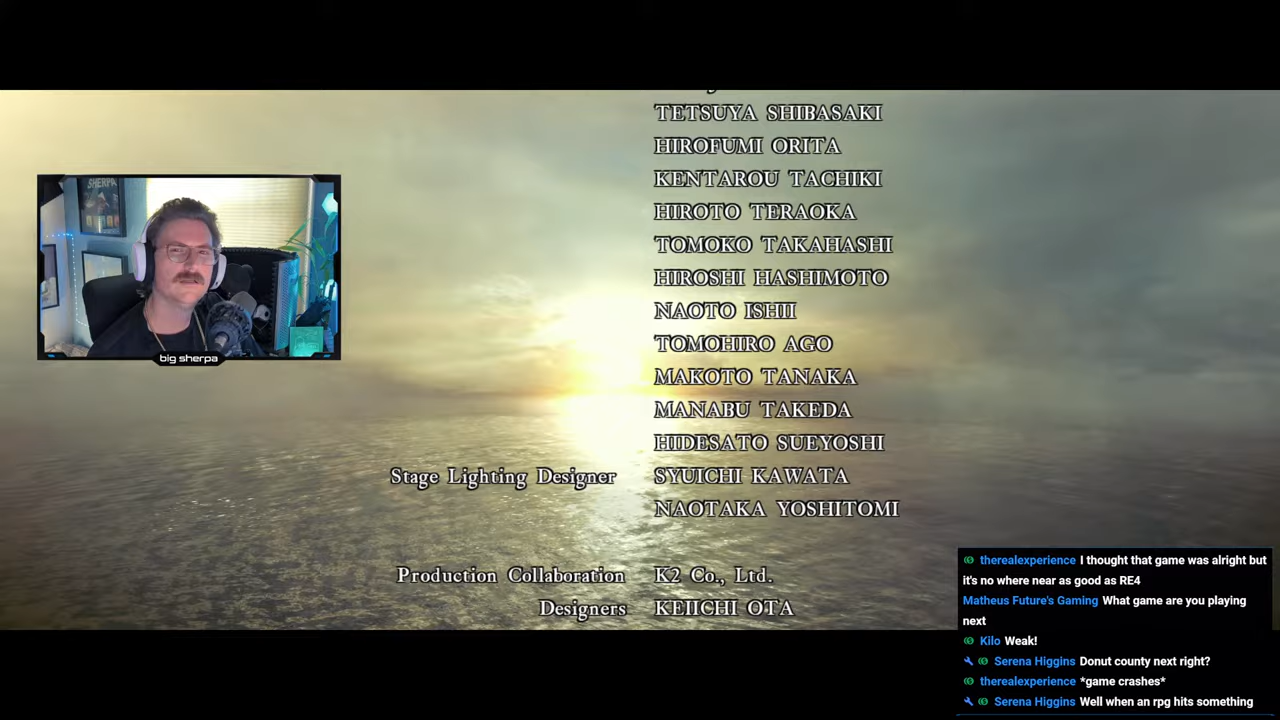 TETSUYA SHIBASAKI
HIROFUMI ORITA
KENTAROU TACHIKI
HIROTO TERAOKA
TOMOKO TAKAHASHI
HIROSHI HASHIMOTO
NAOTO ISHII
TOMOHIRO AGO
MAKOTO TANAKA
MANABU TAKEDA
HIDESATO SUEYOSHI
Stage Lighting Designer SYUICHI KAWATA
NAOTAKA YOSHITOMI
Production Collaboration K2 Co., Ltd.
Designers KEIICHI OTA
SHERPA
big sherpa
therealexperience I thought that game was alright but
it's no where near as good as RE4
Matheus Future's Gaming What game are you playing
next
Kilo Weak!
Serena Higgins Donut county next right?
therealexperience *game crashes*
Serena Higgins Well when an rpg hits something